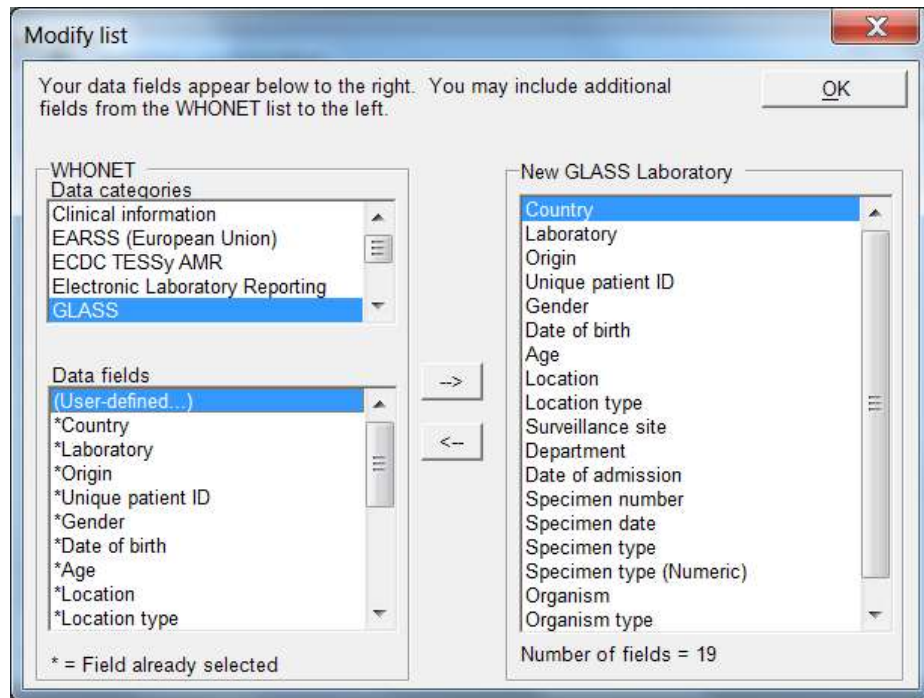 Modify list
X
Your data fields appear below to the right. You may include additional
fields from the WHONET list to the left.
OK
WHONET
Data categories
Clinical information
EARSS (European Union)
ECDC TESSy AMR
Electronic Laboratory Reporting
GLASS
Data fields
(User-defined...)
*Country
*Laboratory
*Origin
*Unique patient ID
*Gender
*Date of birth
*Age
*Location
*Location type
* = Field already selected
-->
<--
New GLASS Laboratory
Country
Laboratory
Origin
Unique patient ID
Gender
Date of birth
Age
Location
Location type
Surveillance site
Department
Date of admission
Specimen number
Specimen date
Specimen type
Specimen type (Numeric)
Organism
Organism type
Number of fields = 19